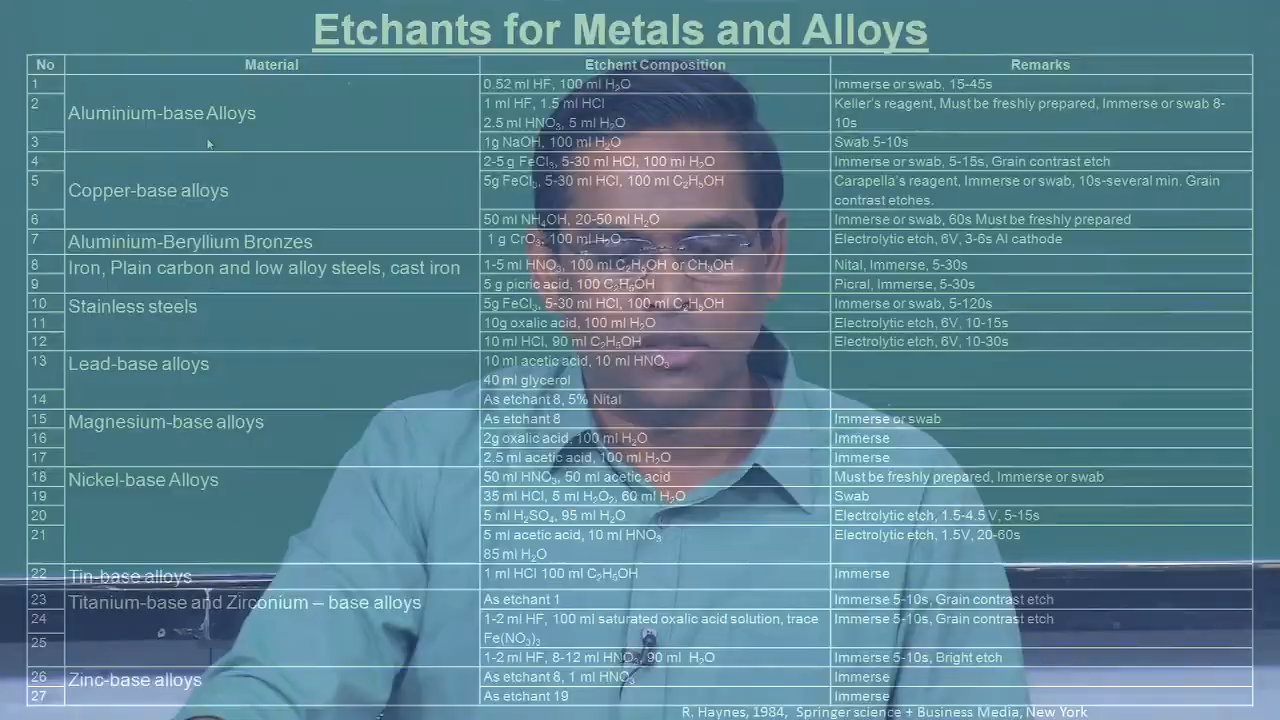 Etchants for Metals and Alloys
No Material Etchant Composition Remarks
1 0.52 ml HF, 100 ml H₂O Immerse or swab, 15-45s
2 Aluminium-base Alloys 1 ml HF, 1.5 ml HCl Keller's reagent, Must be freshly prepared, Immerse or swab 8-
2.5 ml HNO₃, 5 ml H₂O 10s
3 1g NaOH, 100 ml H₂O Swab 5-10s
4 2-5 g FeCl₃, 5-30 ml HCl, 100 ml H₂O Immerse or swab, 5-15s, Grain contrast etch
5 Copper-base alloys 5g FeCl₃, 5-30 ml HCl, 100 ml C₂H₅OH Carapella's reagent, Immerse or swab, 10s-several min. Grain
contrast etches.
6 50 ml NH₄OH, 20-50 ml H₂O Immerse or swab, 60s Must be freshly prepared
7 Aluminium-Beryllium Bronzes 1 g CrO₃, 100 ml H₂O Electrolytic etch, 6V, 3-6s Al cathode
8 Iron, Plain carbon and low alloy steels, cast iron 1-5 ml HNO₃, 100 ml C₂H₅OH or CH₃OH Nital, Immerse, 5-30s
9 5 g picric acid, 100 C₂H₅OH Picral, Immerse, 5-30s
10 Stainless steels 5g FeCl₃, 5-30 ml HCl, 100 ml C₂H₅OH Immerse or swab, 5-120s
11 10g oxalic acid, 100 ml H₂O Electrolytic etch, 6V, 10-15s
12 10 ml HCl, 90 ml C₂H₅OH Electrolytic etch, 6V, 10-30s
13 Lead-base alloys 10 ml acetic acid, 10 ml HNO₃
40 ml glycerol
14 As etchant 8, 5% Nital
15 Magnesium-base alloys As etchant 8 Immerse or swab
16 2g oxalic acid, 100 ml H₂O Immerse
17 2.5 ml acetic acid, 100 ml H₂O Immerse
18 Nickel-base Alloys 50 ml HNO₃, 50 ml acetic acid Must be freshly prepared, Immerse or swab
19 35 ml HCl, 5 ml H₂O₂, 60 ml H₂O Swab
20 5 ml H₂SO₄, 95 ml H₂O Electrolytic etch, 1.5-4.5 V, 5-15s
21 5 ml acetic acid, 10 ml HNO₃ Electrolytic etch, 1.5V, 20-60s
85 ml H₂O
22 Tin-base alloys 1 ml HCl 100 ml C₂H₅OH Immerse
23 Titanium-base and Zirconium – base alloys As etchant 1 Immerse 5-10s, Grain contrast etch
24 1-2 ml HF, 100 ml saturated oxalic acid solution, trace Immerse 5-10s, Grain contrast etch
Fe(NO₃)₃
25 1-2 ml HF, 8-12 ml HNO₃, 90 ml H₂O Immerse 5-10s, Bright etch
26 Zinc-base alloys As etchant 8, 1 ml HNO₃ Immerse
27 As etchant 19 Immerse
R. Haynes, 1984, Springer science + Business Media, New York